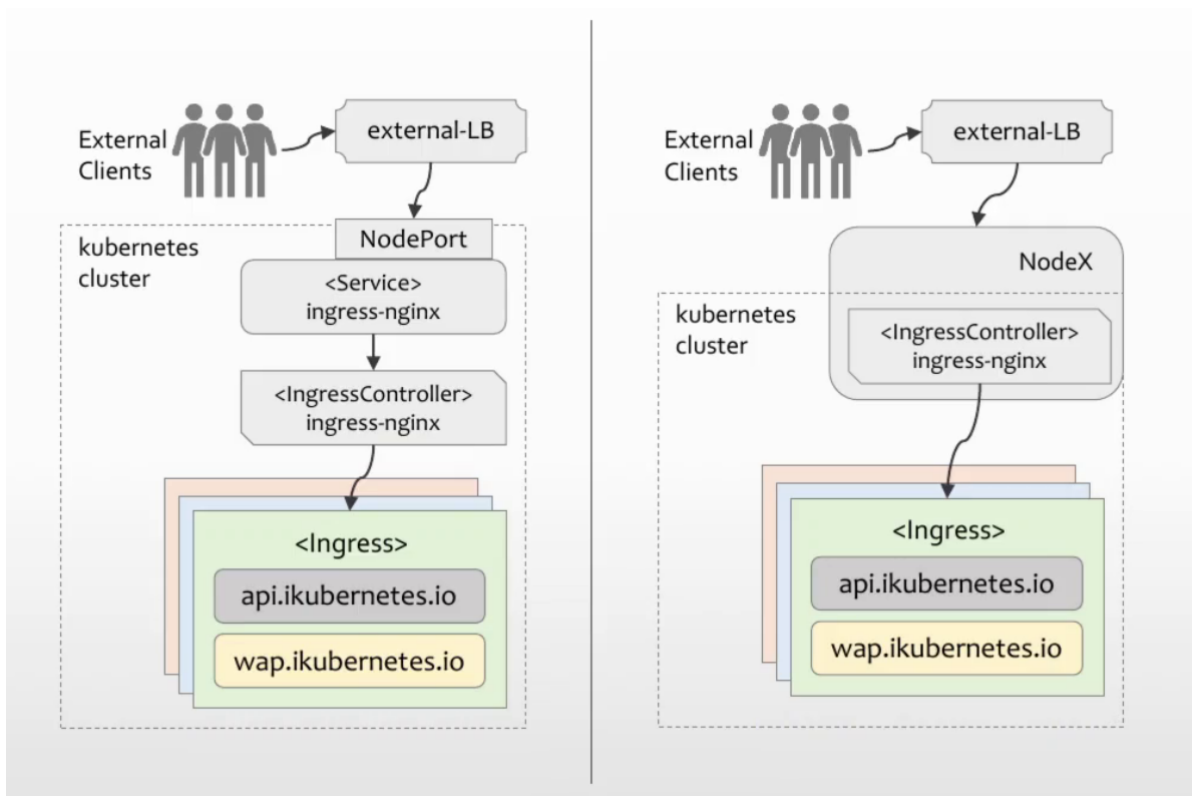 External
Clients
external-LB
NodePort
kubernetes
cluster
<Service>
ingress-nginx
<IngressController>
ingress-nginx
<Ingress>
api.ikubernetes.io
wap.ikubernetes.io
External
Clients
external-LB
NodeX
kubernetes
cluster
<IngressController>
ingress-nginx
<Ingress>
api.ikubernetes.io
wap.ikubernetes.io